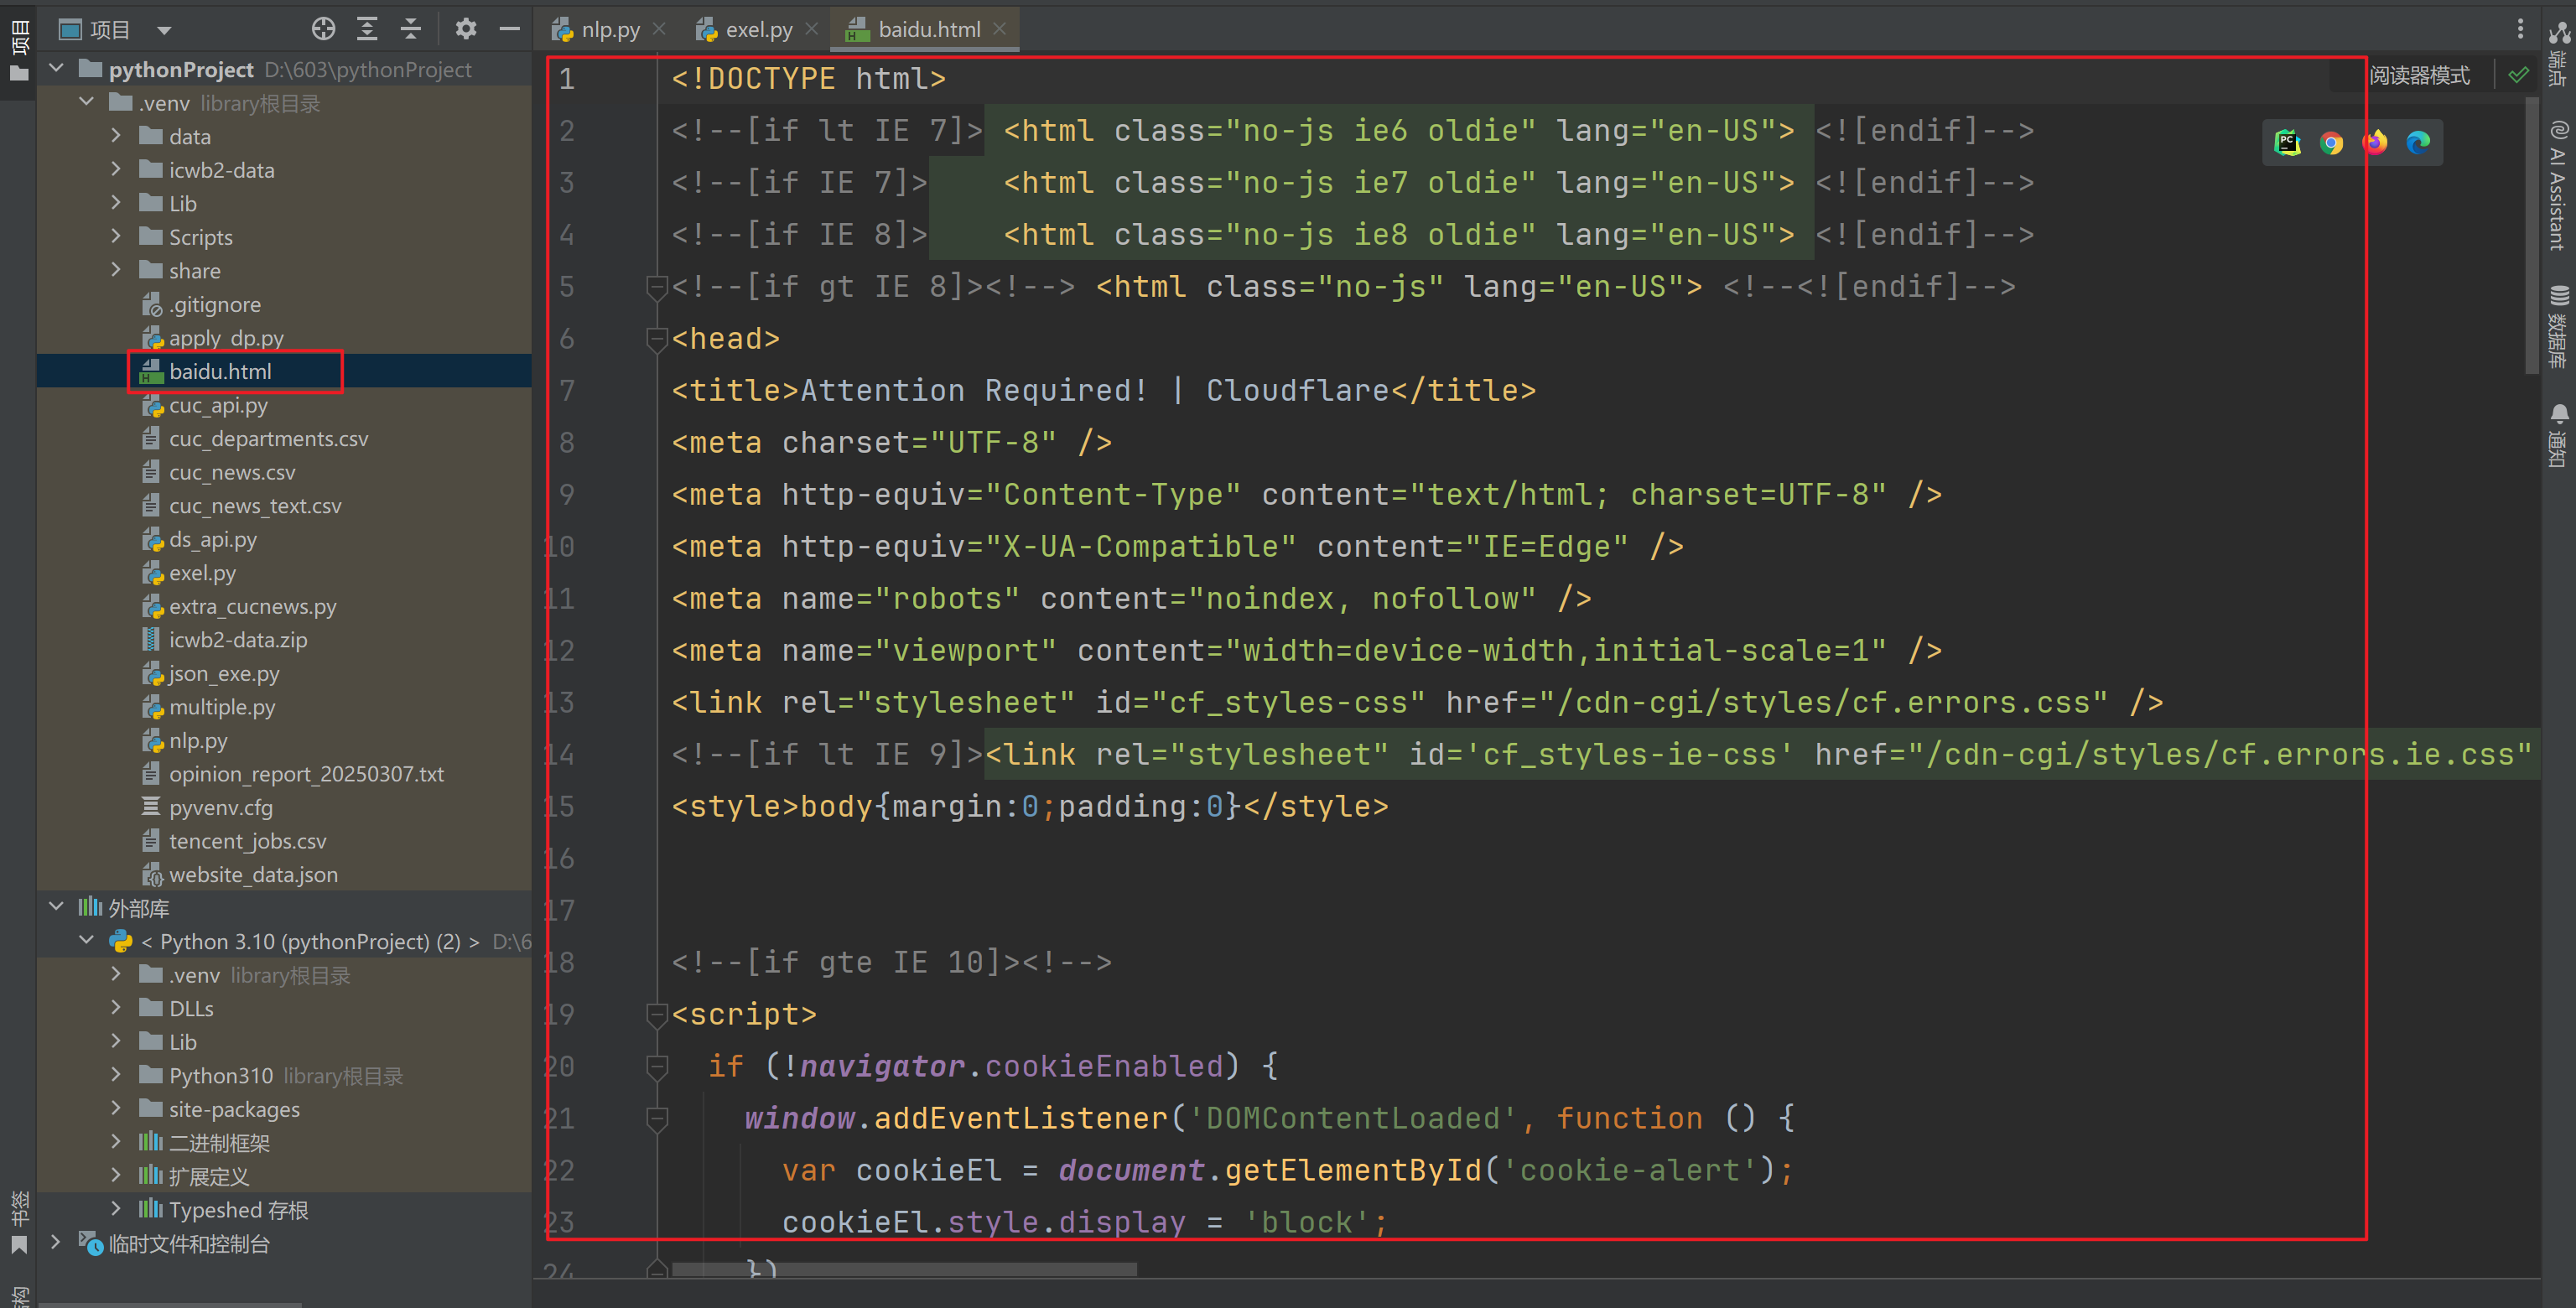 项目
项目
nlp.py
exel.py
baidu.html
pythonProject D:\603\pythonProject
.venv library根目录
data
icwb2-data
Lib
Scripts
share
.gitignore
apply_dp.py
baidu.html
cuc_api.py
cuc_departments.csv
cuc_news.csv
cuc_news_text.csv
ds_api.py
exel.py
extra_cucnews.py
icwb2-data.zip
json_exe.py
multiple.py
nlp.py
opinion_report_20250307.txt
pyvenv.cfg
tencent_jobs.csv
website_data.json
外部库
< Python 3.10 (pythonProject) (2) > D:\6
.venv library根目录
DLLs
Lib
Python310 library根目录
site-packages
二进制框架
扩展定义
Typeshed 存根
临时文件和控制台
书签
阅读器模式
1 <!DOCTYPE html>
2 <!--[if lt IE 7]> <html class="no-js ie6 oldie" lang="en-US"> <![endif]-->
3 <!--[if IE 7]>    <html class="no-js ie7 oldie" lang="en-US"> <![endif]-->
4 <!--[if IE 8]>    <html class="no-js ie8 oldie" lang="en-US"> <![endif]-->
5 <!--[if gt IE 8]><!--> <html class="no-js" lang="en-US"> <!--<![endif]-->
6 <head>
7 <title>Attention Required! | Cloudflare</title>
8 <meta charset="UTF-8" />
9 <meta http-equiv="Content-Type" content="text/html; charset=UTF-8" />
10 <meta http-equiv="X-UA-Compatible" content="IE=Edge" />
11 <meta name="robots" content="noindex, nofollow" />
12 <meta name="viewport" content="width=device-width,initial-scale=1" />
13 <link rel="stylesheet" id="cf_styles-css" href="/cdn-cgi/styles/cf.errors.css" />
14 <!--[if lt IE 9]><link rel="stylesheet" id='cf_styles-ie-css' href="/cdn-cgi/styles/cf.errors.ie.css"
15 <style>body{margin:0;padding:0}</style>
16
17
18 <!--[if gte IE 10]><!-->
19 <script>
20   if (!navigator.cookieEnabled) {
21     window.addEventListener('DOMContentLoaded', function () {
22       var cookieEl = document.getElementById('cookie-alert');
23       cookieEl.style.display = 'block';
24     })
端点
AI Assistant
数据库
通知